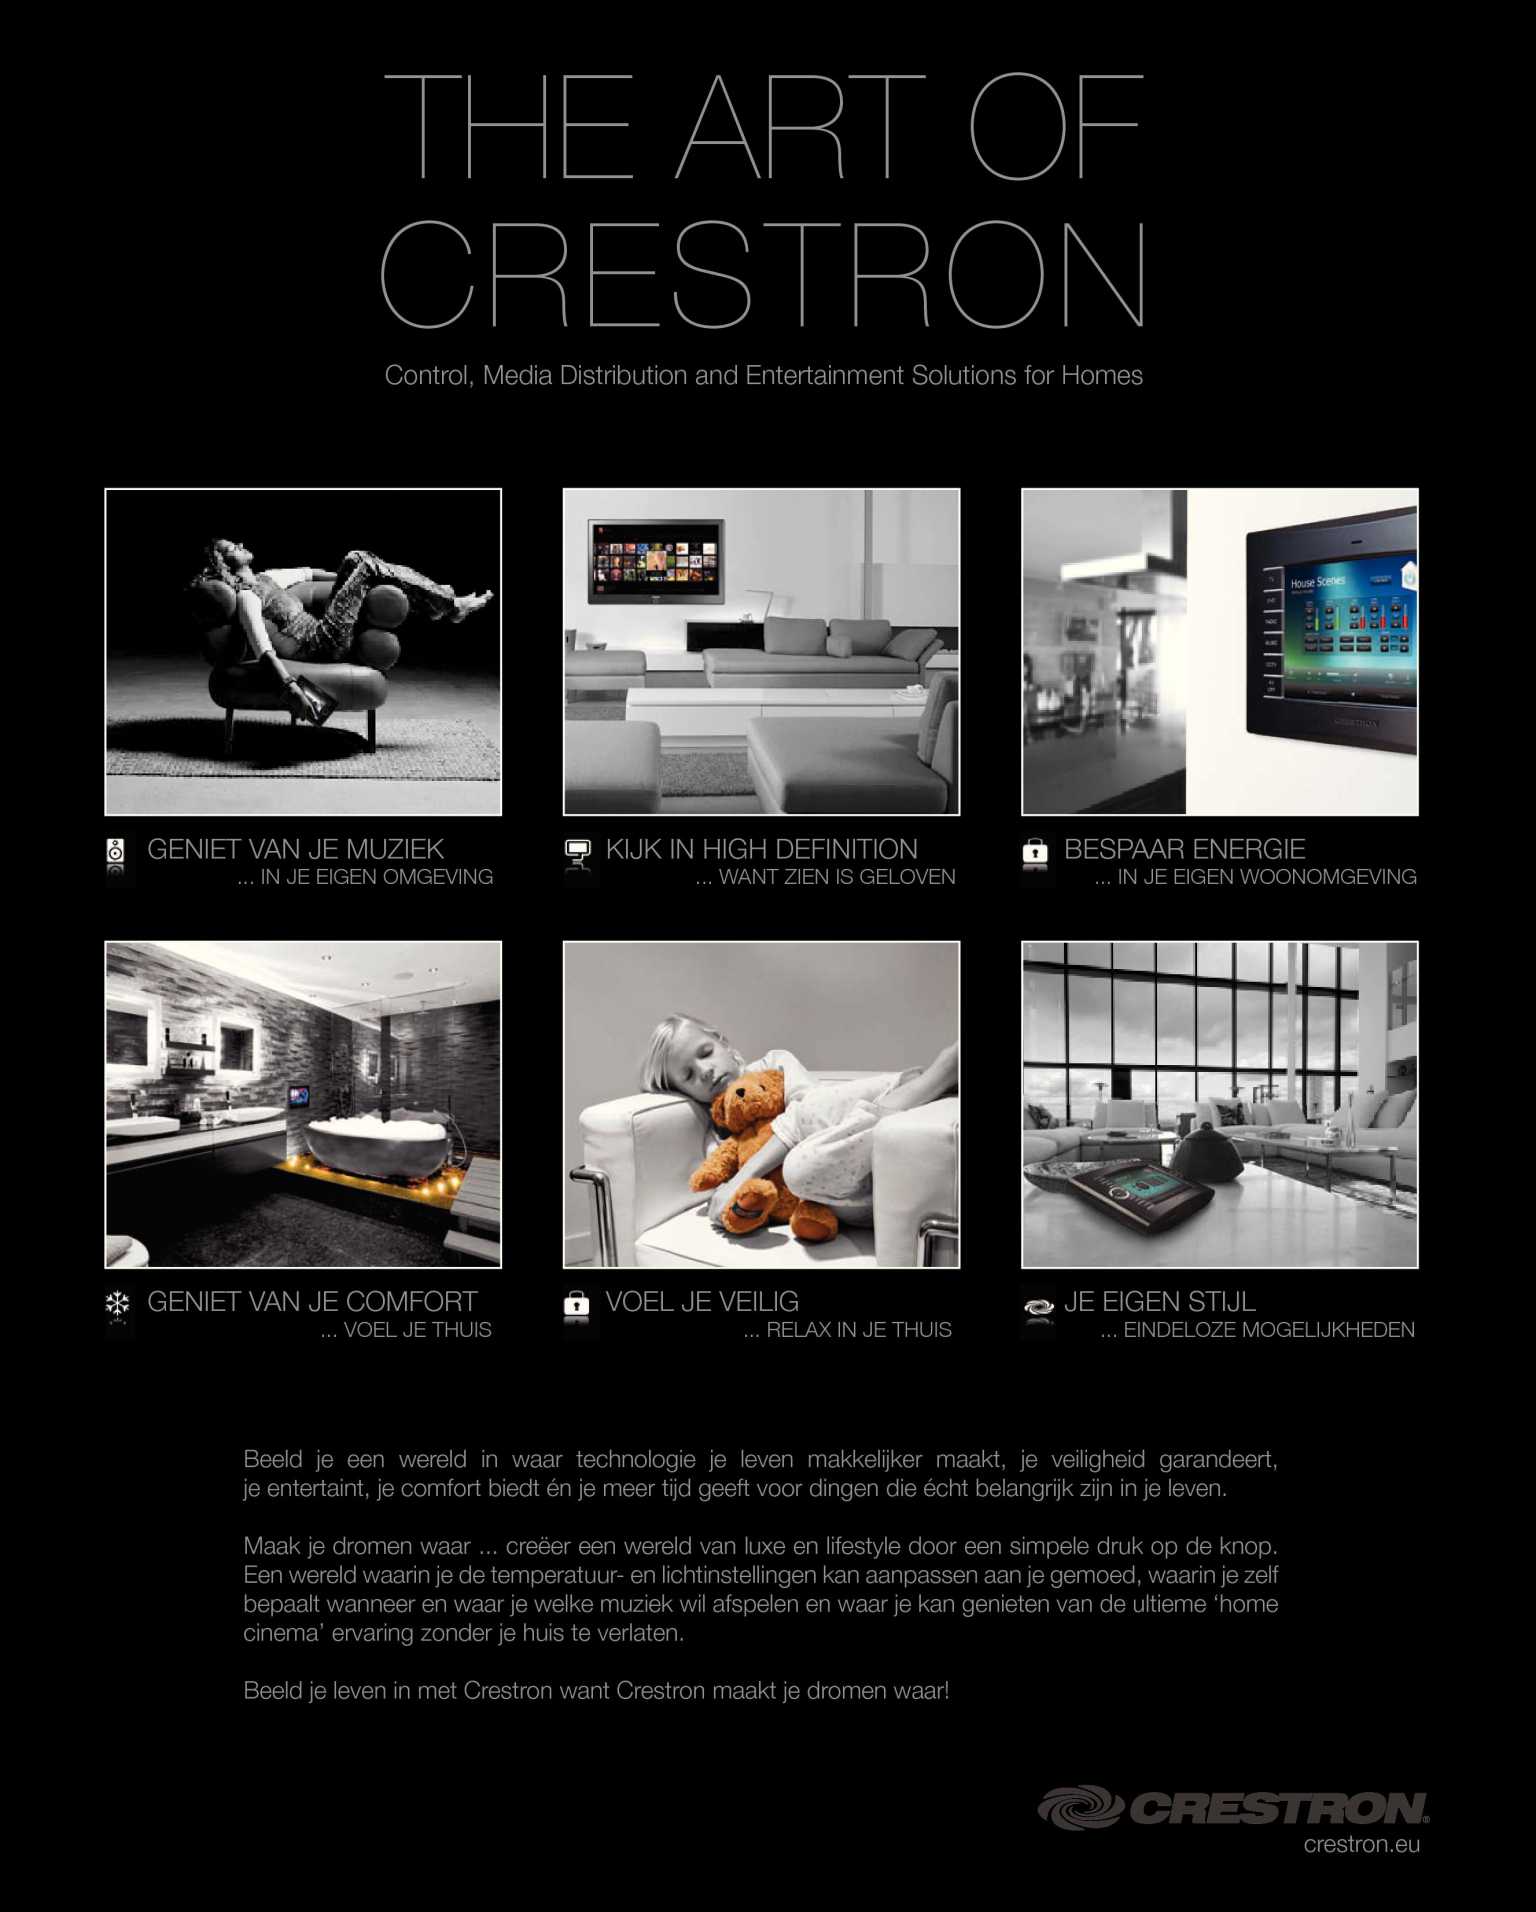 THE ART OF
CRESTRON
Control, Media Distribution and Entertainment Solutions for Homes
House Scenes
CRESTRON
GENIET VAN JE MUZIEK
... IN JE EIGEN OMGEVING
KIJK IN HIGH DEFINITION
... WANT ZIEN IS GELOVEN
BESPAAR ENERGIE
... IN JE EIGEN WOONOMGEVING
GENIET VAN JE COMFORT
... VOEL JE THUIS
VOEL JE VEILIG
... RELAX IN JE THUIS
JE EIGEN STIJL
... EINDELOZE MOGELIJKHEDEN
Beeld je een wereld in waar technologie je leven makkelijker maakt, je veiligheid garandeert,
je entertaint, je comfort biedt én je meer tijd geeft voor dingen die écht belangrijk zijn in je leven.
Maak je dromen waar ... creëer een wereld van luxe en lifestyle door een simpele druk op de knop.
Een wereld waarin je de temperatuur- en lichtinstellingen kan aanpassen aan je gemoed, waarin je zelf
bepaalt wanneer en waar je welke muziek wil afspelen en waar je kan genieten van de ultieme ‘home
cinema’ ervaring zonder je huis te verlaten.
Beeld je leven in met Crestron want Crestron maakt je dromen waar!
CRESTRON®
crestron.eu